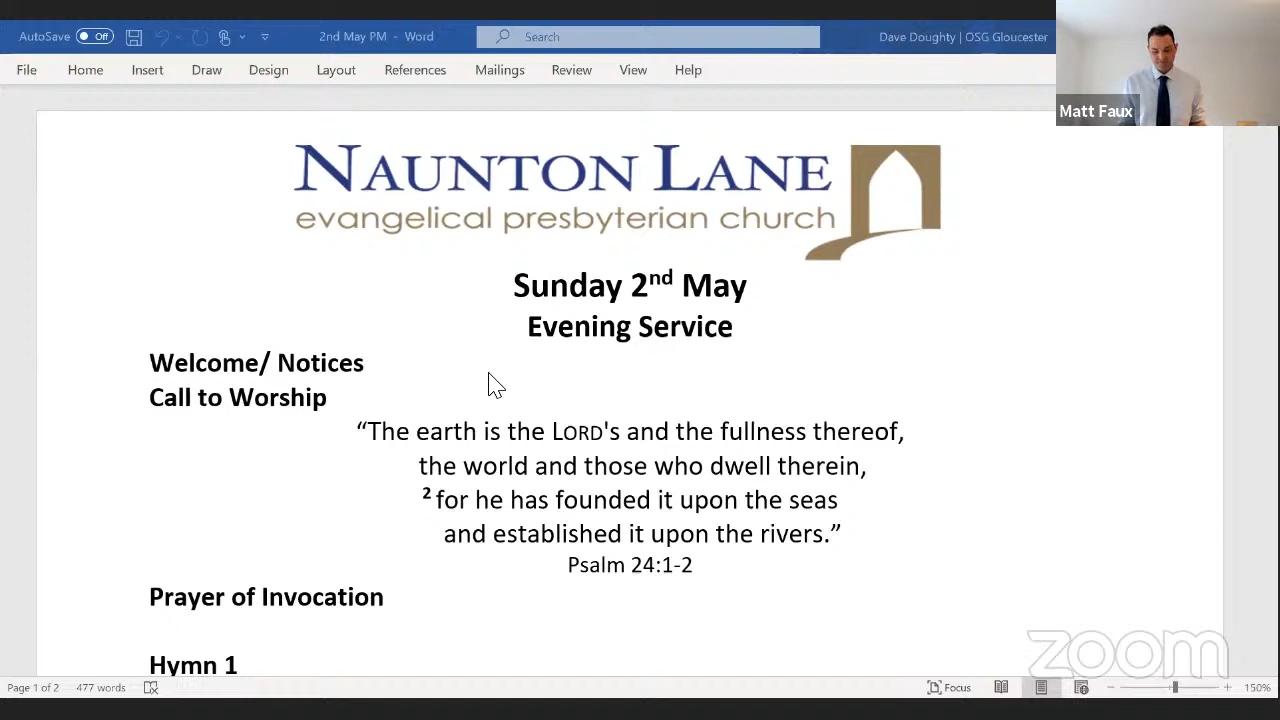 AutoSave Off 2nd May PM - Word Search Dave Doughty | OSG Gloucester
File Home Insert Draw Design Layout References Mailings Review View Help
Matt Faux
NAUNTON LANE
evangelical presbyterian church
Sunday 2nd May
Evening Service
Welcome/ Notices
Call to Worship
“The earth is the LORD's and the fullness thereof,
the world and those who dwell therein,
2 for he has founded it upon the seas
and established it upon the rivers.”
Psalm 24:1-2
Prayer of Invocation
Hymn 1
zoom
Page 1 of 2 477 words Focus 150%